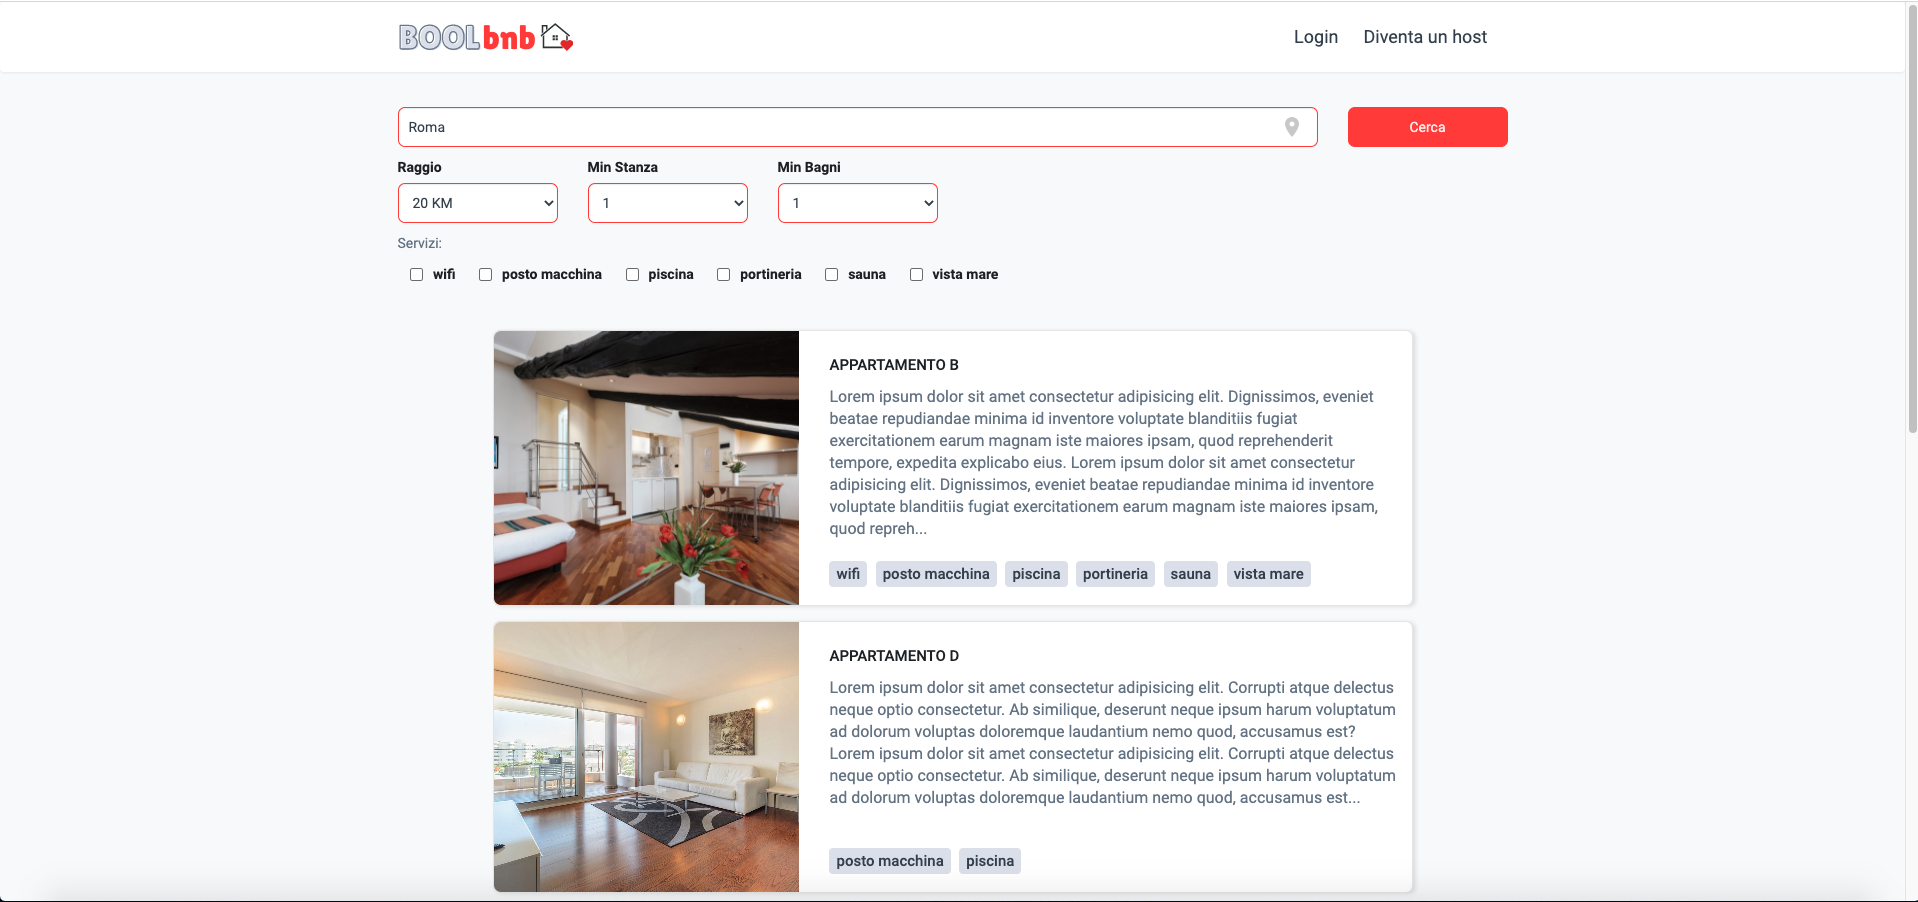 BOOLbnb
Login Diventa un host
Roma
Cerca
Raggio Min Stanza Min Bagni
20 KM 1 1
Servizi:
wifi posto macchina piscina portineria sauna vista mare
APPARTAMENTO B
Lorem ipsum dolor sit amet consectetur adipisicing elit. Dignissimos, eveniet
beatae repudiandae minima id inventore voluptate blanditiis fugiat
exercitationem earum magnam iste maiores ipsam, quod reprehenderit
tempore, expedita explicabo eius. Lorem ipsum dolor sit amet consectetur
adipisicing elit. Dignissimos, eveniet beatae repudiandae minima id inventore
voluptate blanditiis fugiat exercitationem earum magnam iste maiores ipsam,
quod repreh...
wifi posto macchina piscina portineria sauna vista mare
APPARTAMENTO D
Lorem ipsum dolor sit amet consectetur adipisicing elit. Corrupti atque delectus
neque optio consectetur. Ab similique, deserunt neque ipsum harum voluptatum
ad dolorum voluptas doloremque laudantium nemo quod, accusamus est?
Lorem ipsum dolor sit amet consectetur adipisicing elit. Corrupti atque delectus
neque optio consectetur. Ab similique, deserunt neque ipsum harum voluptatum
ad dolorum voluptas doloremque laudantium nemo quod, accusamus est...
posto macchina piscina